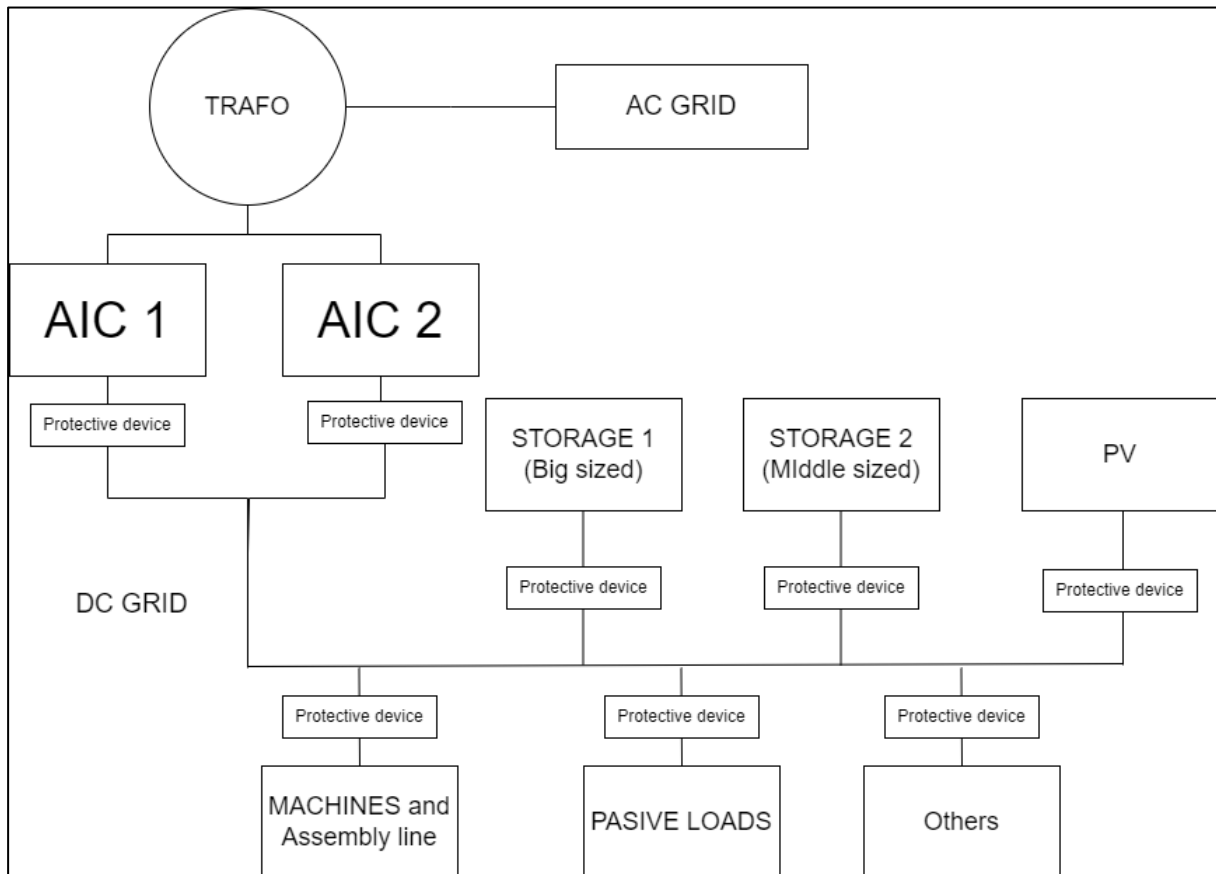 TRAFO
AC GRID
AIC 1
AIC 2
Protective device
Protective device
STORAGE 1
(Big sized)
STORAGE 2
(MIddle sized)
PV
Protective device
Protective device
Protective device
DC GRID
Protective device
Protective device
Protective device
MACHINES and
Assembly line
PASIVE LOADS
Others